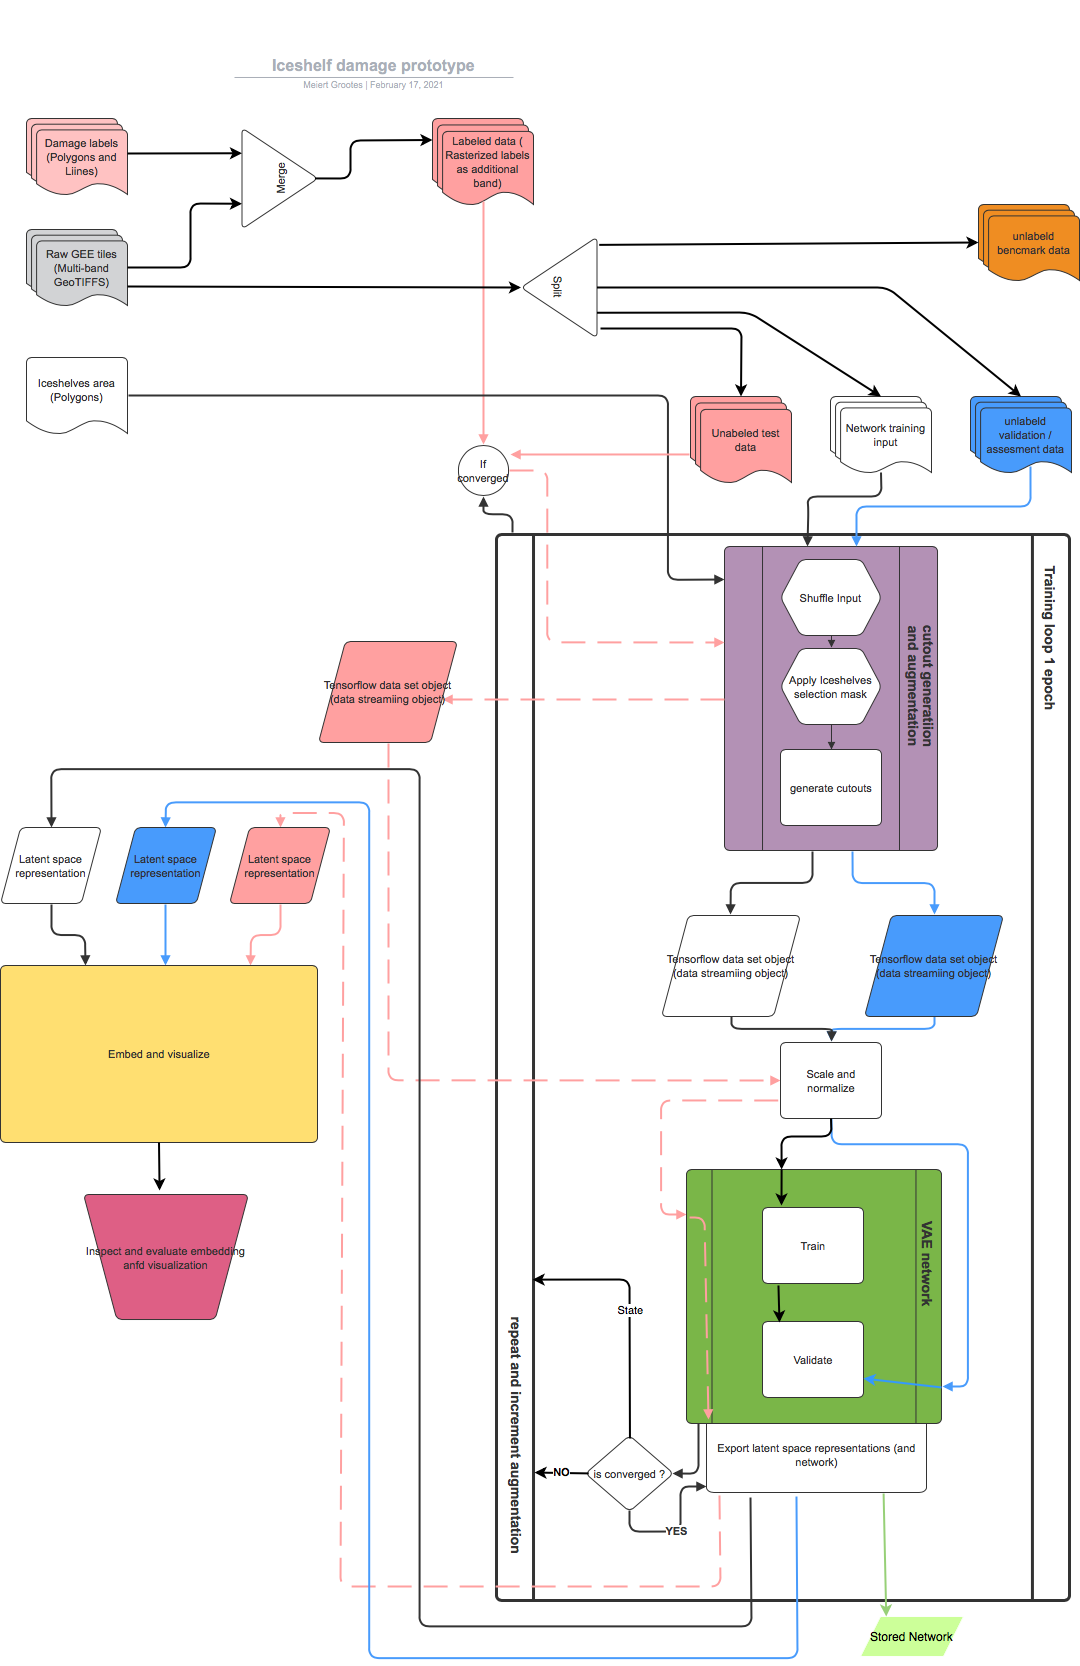 Iceshelf damage prototype
Meiert Grootes | February 17, 2021
Damage labels
(Polygons and
Liines)
Merge
Labeled data (
Rasterized labels
as additional
band)
Raw GEE tiles
(Multi-band
GeoTIFFS)
Split
unlabeld
bencmark data
Iceshelves area
(Polygons)
Unabeled test
data
Network training
input
unlabeld
validation /
assesment data
If
converged
Training loop 1 epoch
cutout generatiion
and augmentation
Shuffle Input
Apply Iceshelves
selection mask
generate cutouts
Tensorflow data set object
(data streamiing object)
Latent space
representation
Latent space
representation
Latent space
representation
Tensorflow data set object
(data streamiing object)
Tensorflow data set object
(data streamiing object)
Embed and visualize
Scale and
normalize
Inspect and evaluate embedding
anfd visualization
VAE network
Train
Validate
State
repeat and increment augmentation
Export latent space representations (and
network)
is converged ?
NO
YES
Stored Network